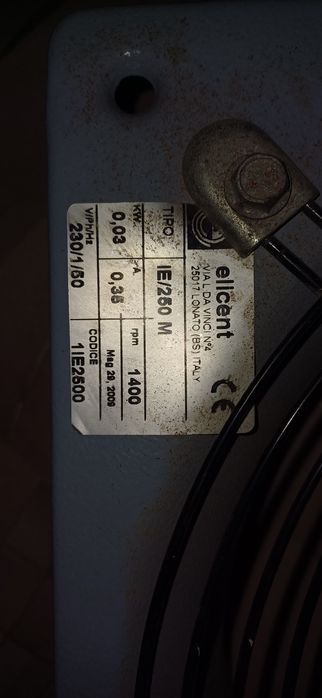 elicent
VIA L. DA VINCI N°4
25017 LONATO (BS) ITALY
CE
TIPO
IE/250 M
KW
0,03
A
0,35
rpm
1400
Mag 29, 2009
V/Ph/Hz
230/1/50
CODICE
1IE2500